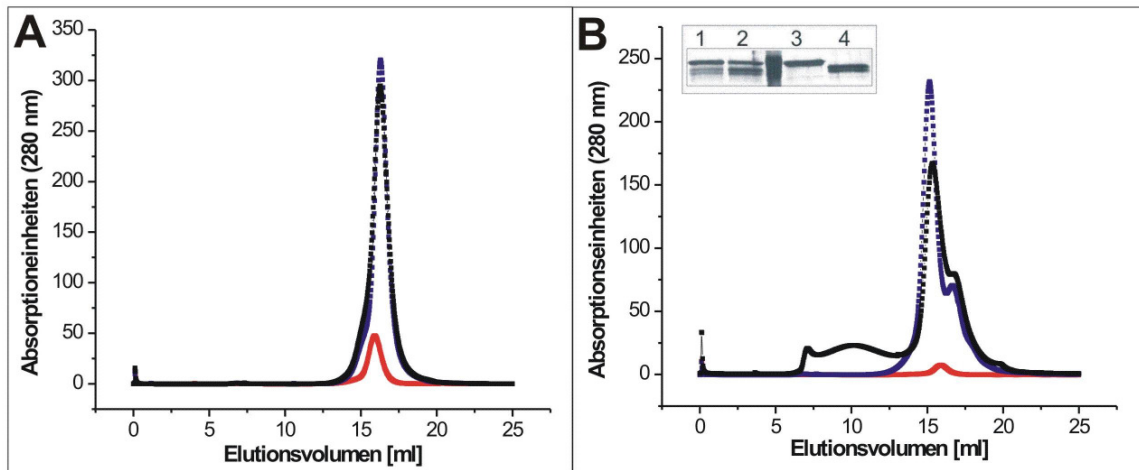 A
Absorptioneinheiten (280 nm)
350
300
250
200
150
100
50
0
0 5 10 15 20 25
Elutionsvolumen [ml]
B
1 2 3 4
Absorptionseinheiten (280 nm)
250
200
150
100
50
0
0 5 10 15 20 25
Elutionsvolumen [ml]